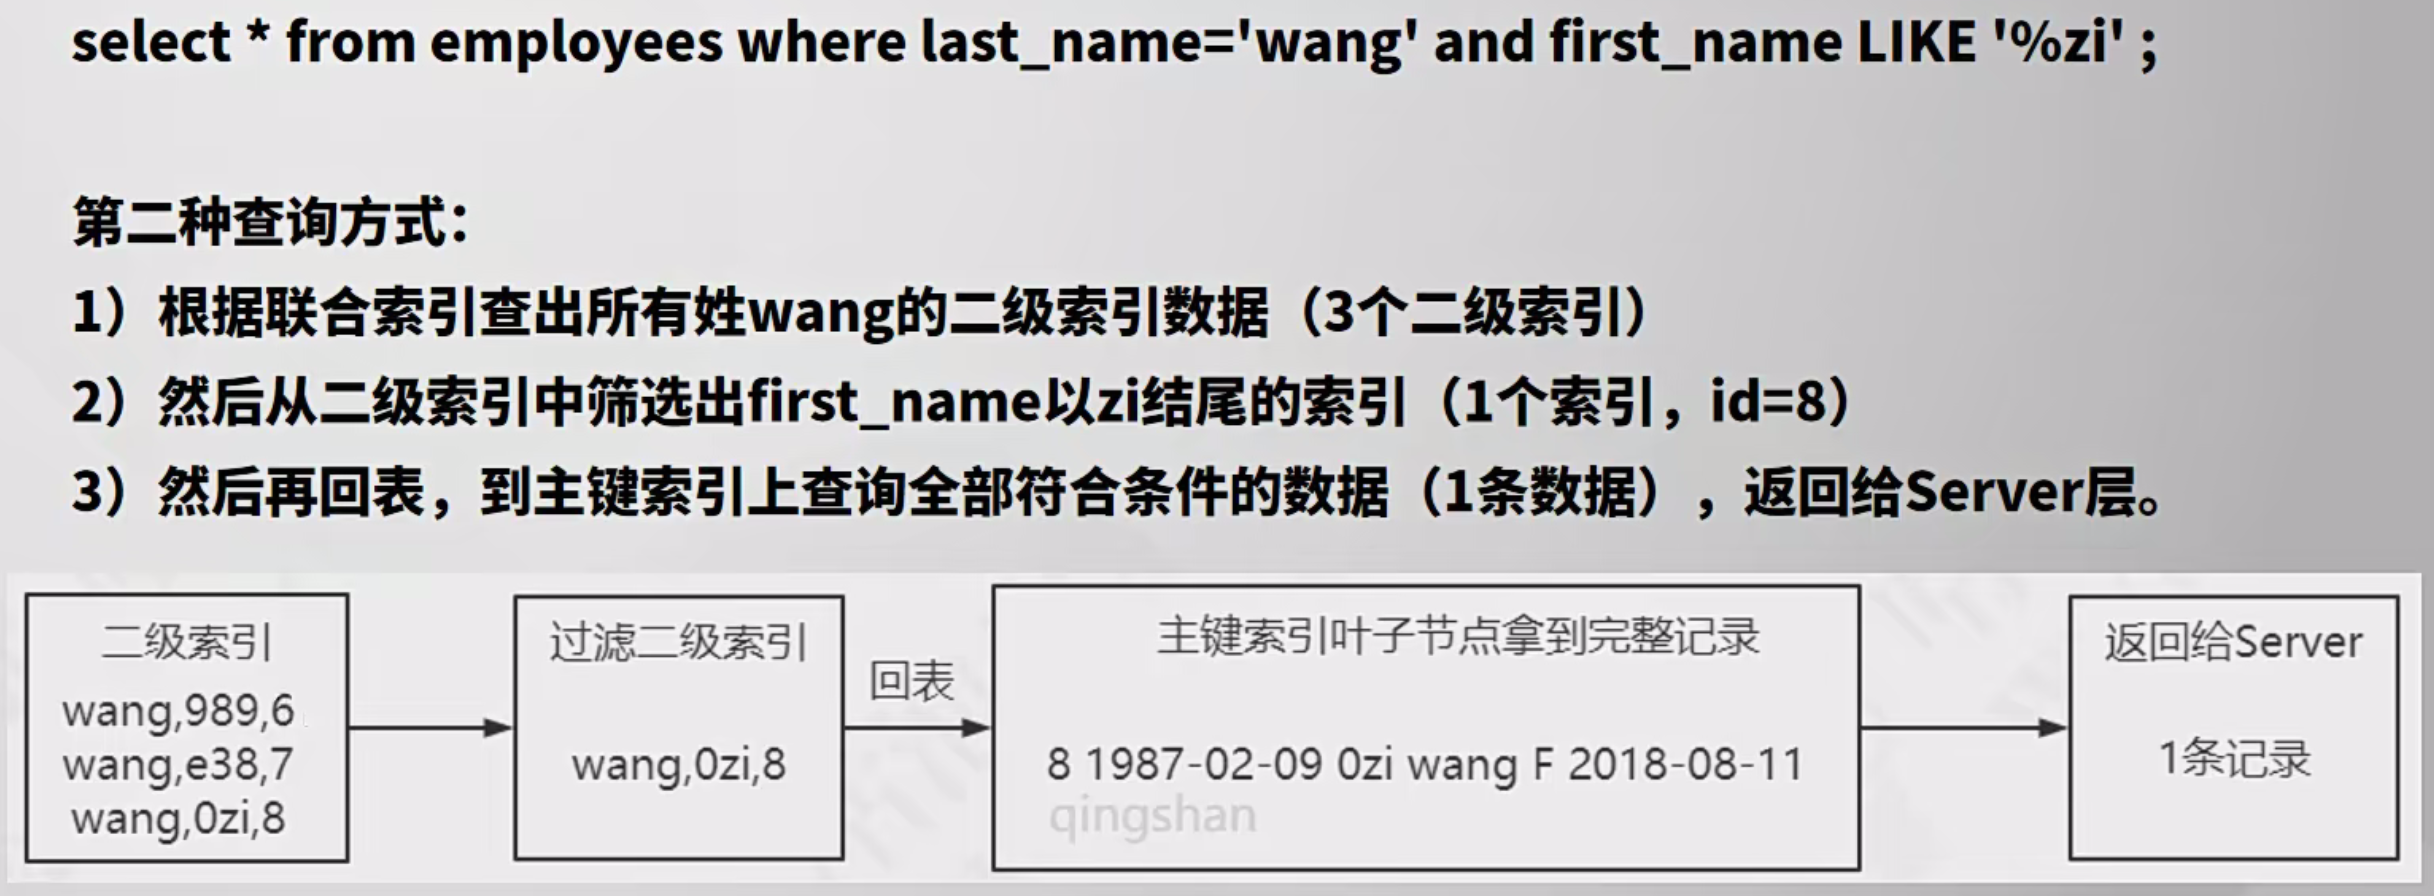 select * from employees where last_name='wang' and first_name LIKE '%zi' ;
第二种查询方式：
1）根据联合索引查出所有姓wang的二级索引数据（3个二级索引）
2）然后从二级索引中筛选出first_name以zi结尾的索引（1个索引，id=8）
3）然后再回表，到主键索引上查询全部符合条件的数据（1条数据），返回给Server层。
二级索引
wang,989,6
wang,e38,7
wang,0zi,8
过滤二级索引
wang,0zi,8
回表
主键索引叶子节点拿到完整记录
8 1987-02-09 0zi wang F 2018-08-11
qingshan
返回给Server
1条记录